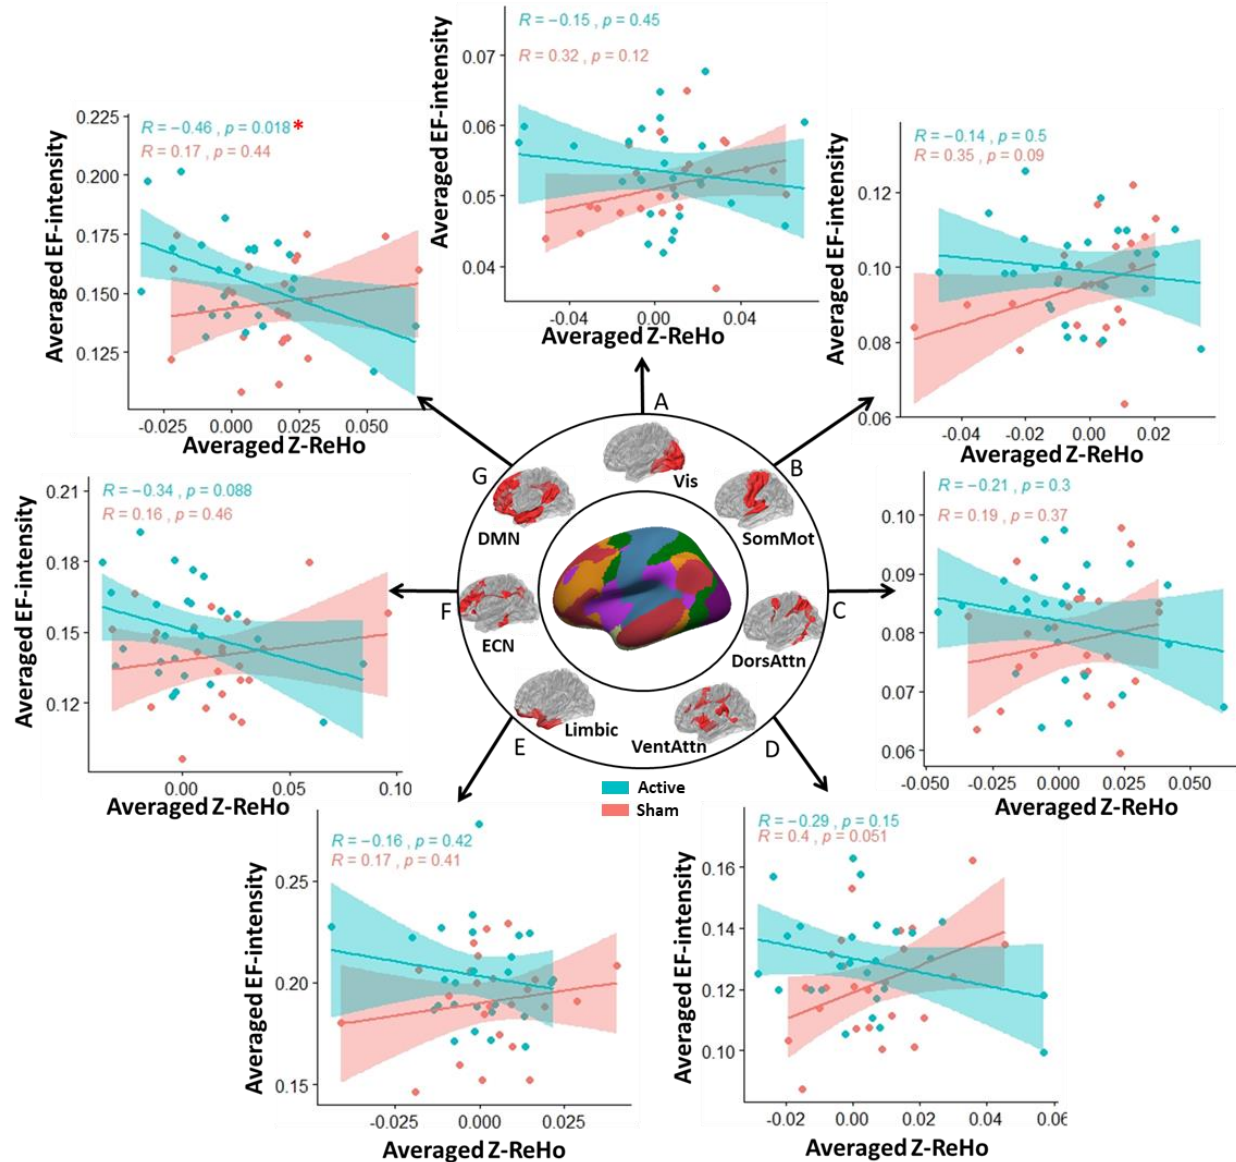 R = −0.15 , p = 0.45
R = 0.32 , p = 0.12
Averaged EF-intensity
0.07
0.06
0.05
0.04
-0.04
0.00
0.04
Averaged Z-ReHo
R = −0.46 , p = 0.018 *
R = 0.17 , p = 0.44
Averaged EF-intensity
0.225
0.200
0.175
0.150
0.125
-0.025
0.000
0.025
0.050
Averaged Z-ReHo
R = −0.14 , p = 0.5
R = 0.35 , p = 0.09
Averaged EF-intensity
0.12
0.10
0.08
0.06
-0.04
-0.02
0.00
0.02
Averaged Z-ReHo
A
B
C
D
E
F
G
Vis
SomMot
DorsAttn
VentAttn
Limbic
ECN
DMN
R = −0.34 , p = 0.088
R = 0.16 , p = 0.46
Averaged EF-intensity
0.21
0.18
0.15
0.12
0.00
0.05
0.10
Averaged Z-ReHo
R = −0.21 , p = 0.3
R = 0.19 , p = 0.37
Averaged EF-intensity
0.10
0.09
0.08
0.07
0.06
-0.050
-0.025
0.000
0.025
0.050
Averaged Z-ReHo
Active
Sham
R = −0.16 , p = 0.42
R = 0.17 , p = 0.41
Averaged EF-intensity
0.25
0.20
0.15
-0.025
0.000
0.025
Averaged Z-ReHo
R = −0.29 , p = 0.15
R = 0.4 , p = 0.051
Averaged EF-intensity
0.16
0.14
0.12
0.10
-0.02
0.00
0.02
0.04
Averaged Z-ReHo